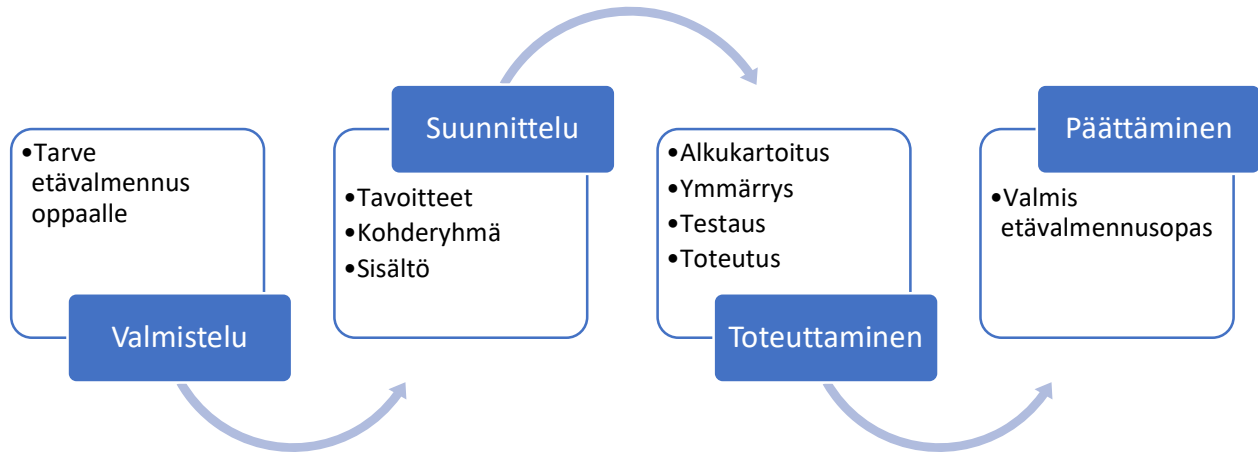 •Tarve
etävalmennus
oppaalle
Valmistelu
Suunnittelu
•Tavoitteet
•Kohderyhmä
•Sisältö
•Alkukartoitus
•Ymmärrys
•Testaus
•Toteutus
Toteuttaminen
Päättäminen
•Valmis
etävalmennusopas